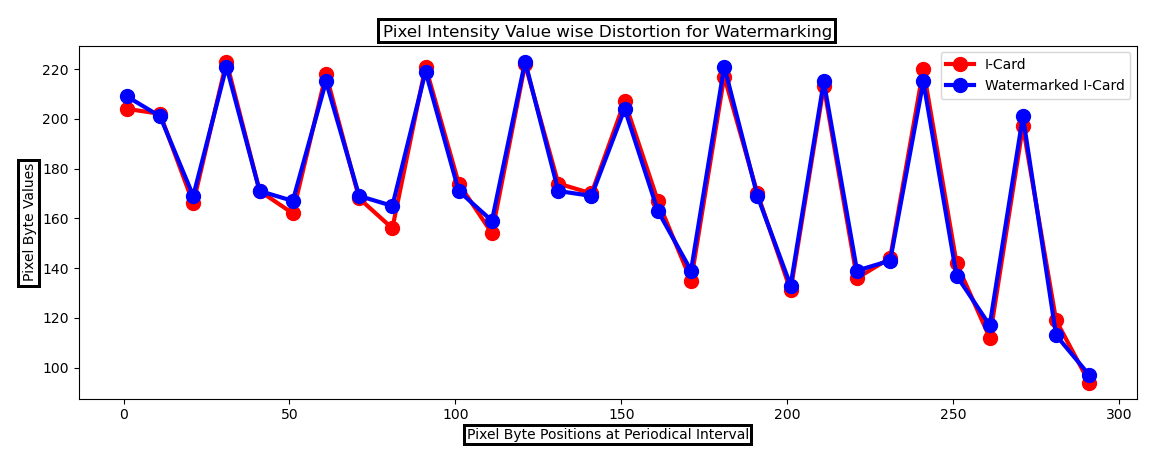 Pixel Intensity Value wise Distortion for Watermarking
I-Card
Watermarked I-Card
Pixel Byte Values
220
200
180
160
140
120
100
0 50 100 150 200 250 300
Pixel Byte Positions at Periodical Interval